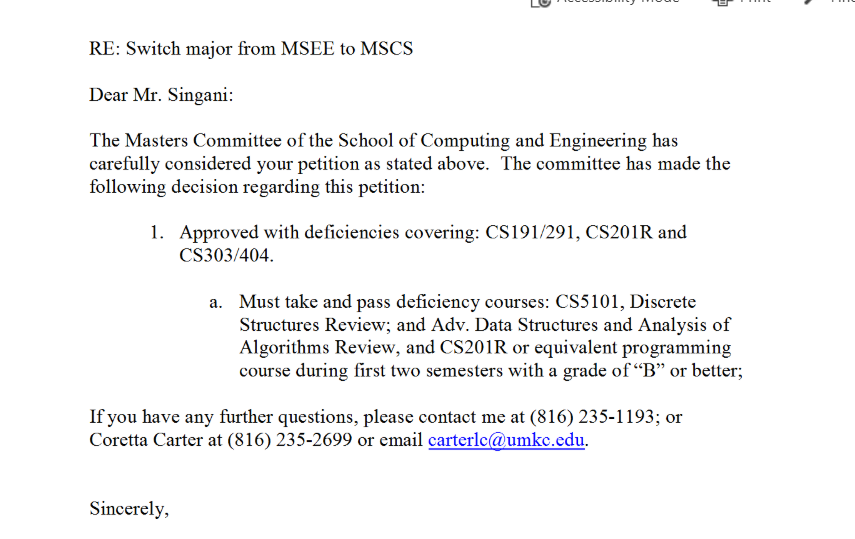 RE: Switch major from MSEE to MSCS
Dear Mr. Singani:
The Masters Committee of the School of Computing and Engineering has
carefully considered your petition as stated above.  The committee has made the
following decision regarding this petition:
1. Approved with deficiencies covering: CS191/291, CS201R and
CS303/404.
a. Must take and pass deficiency courses: CS5101, Discrete
Structures Review; and Adv. Data Structures and Analysis of
Algorithms Review, and CS201R or equivalent programming
course during first two semesters with a grade of “B” or better;
If you have any further questions, please contact me at (816) 235-1193; or
Coretta Carter at (816) 235-2699 or email carterlc@umkc.edu.
Sincerely,